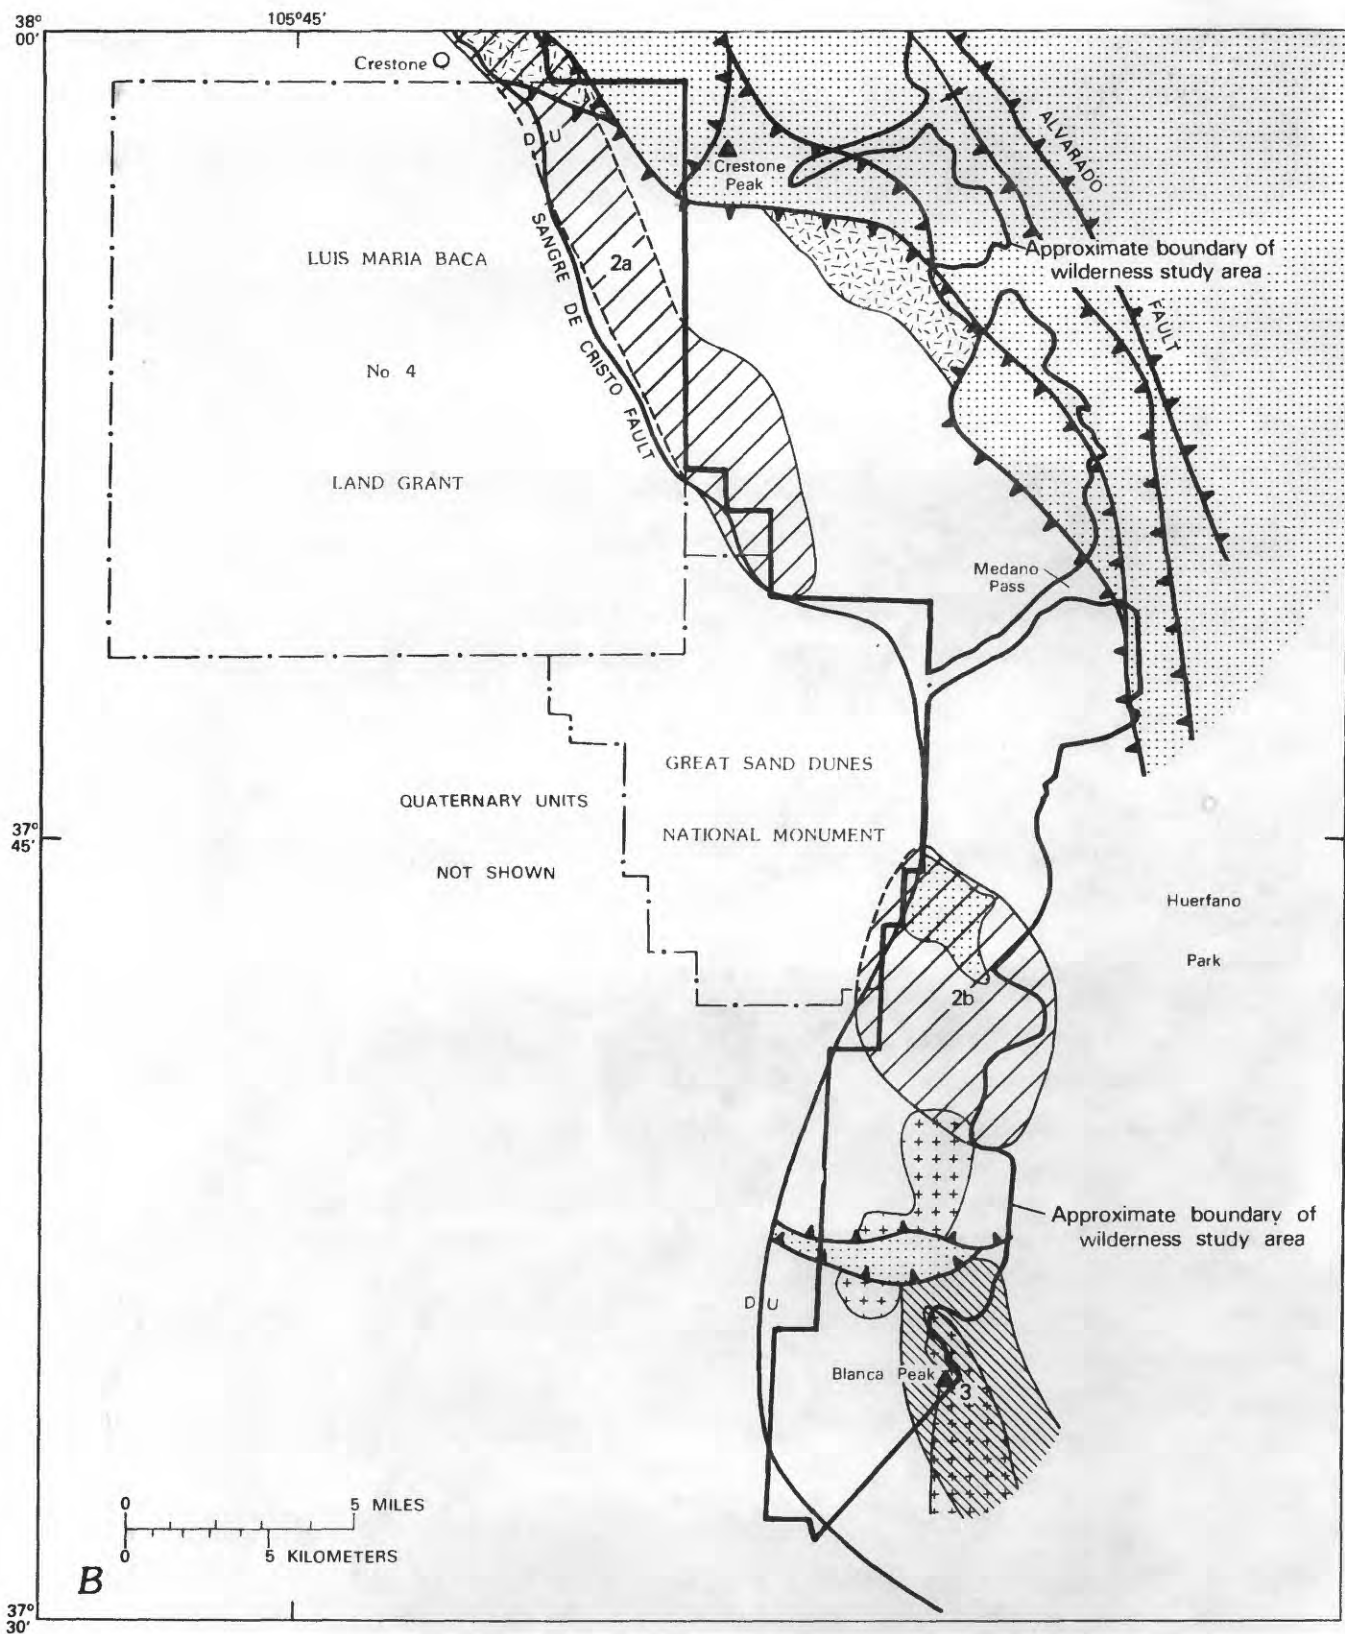 38°
00'
105°45'
Crestone
D U
Crestone
Peak
ALVARADO
FAULT
Approximate boundary of
wilderness study area
LUIS MARIA BACA
No 4
LAND GRANT
2a
SANGRE DE CRISTO FAULT
Medano
Pass
GREAT SAND DUNES
NATIONAL MONUMENT
QUATERNARY UNITS
NOT SHOWN
37°
45'
Huerfano
Park
2b
Approximate boundary of
wilderness study area
D U
Blanca Peak
3
0 5 MILES
0 5 KILOMETERS
B
37°
30'